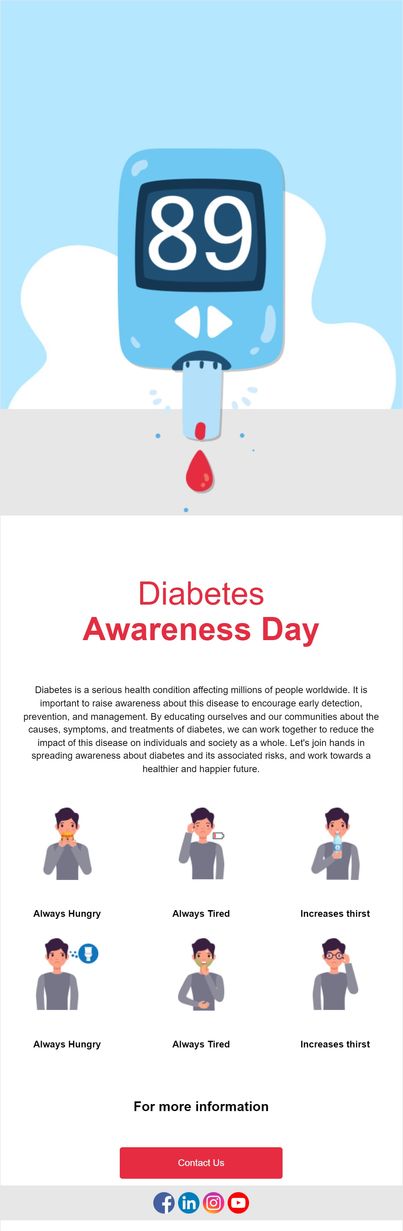 89
Diabetes
Awareness Day
Diabetes is a serious health condition affecting millions of people worldwide. It is
important to raise awareness about this disease to encourage early detection,
prevention, and management. By educating ourselves and our communities about the
causes, symptoms, and treatments of diabetes, we can work together to reduce the
impact of this disease on individuals and society as a whole. Let's join hands in
spreading awareness about diabetes and its associated risks, and work towards a
healthier and happier future.
Always Hungry
Always Tired
Increases thirst
Always Hungry
Always Tired
Increases thirst
For more information
Contact Us